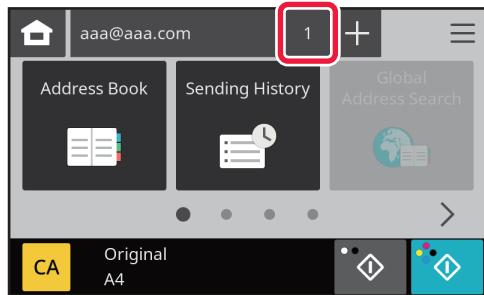 aaa@aaa.com 1
Address Book
Sending History
Global
Address Search
CA
Original
A4